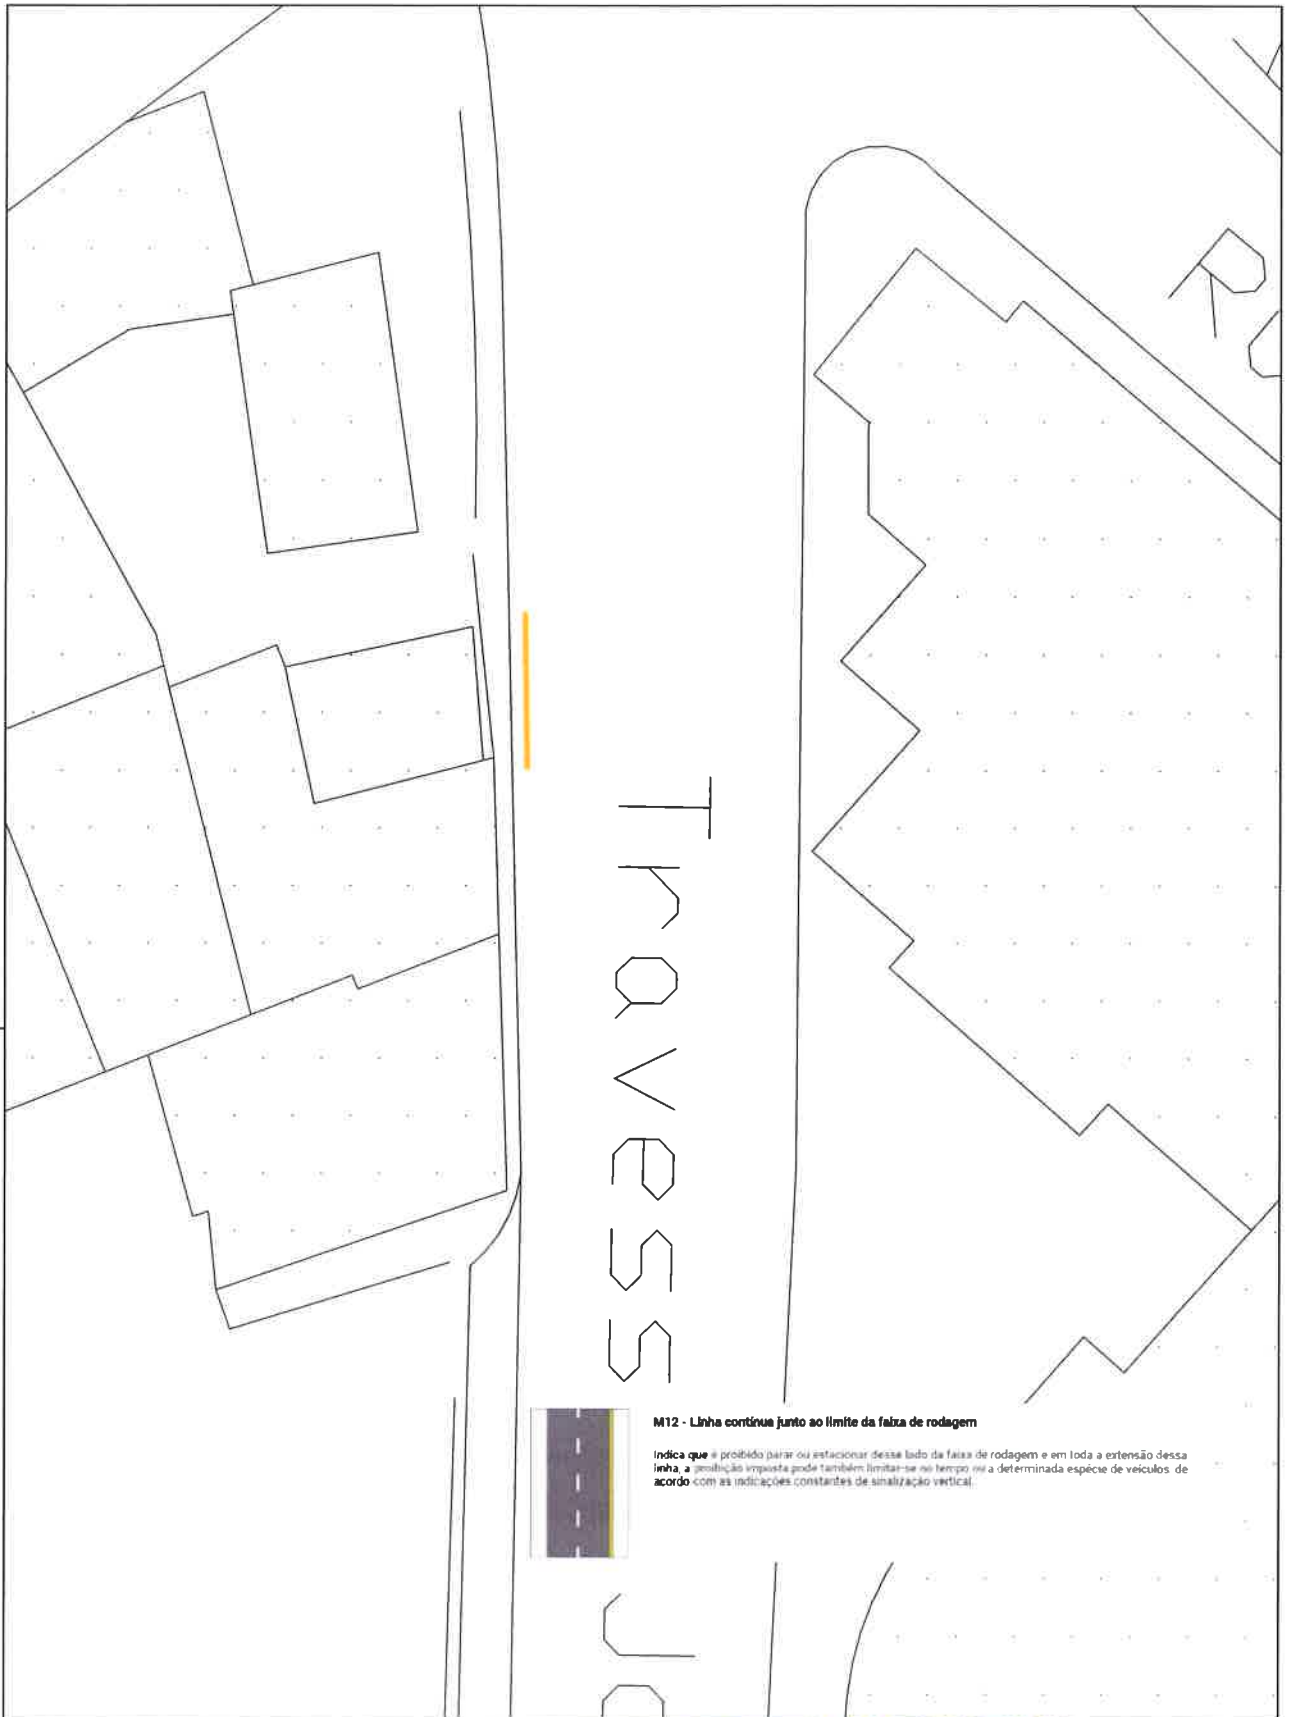 Ru
Travess
M12 - Linha contínua junto ao limite da faixa de rodagem
Indica que é proibido parar ou estacionar desse lado da faixa de rodagem e em toda a extensão dessa
linha, a proibição imposta pode também limitar-se no tempo ou a determinada espécie de veículos de
acordo com as indicações constantes de sinalização vertical.
Jo